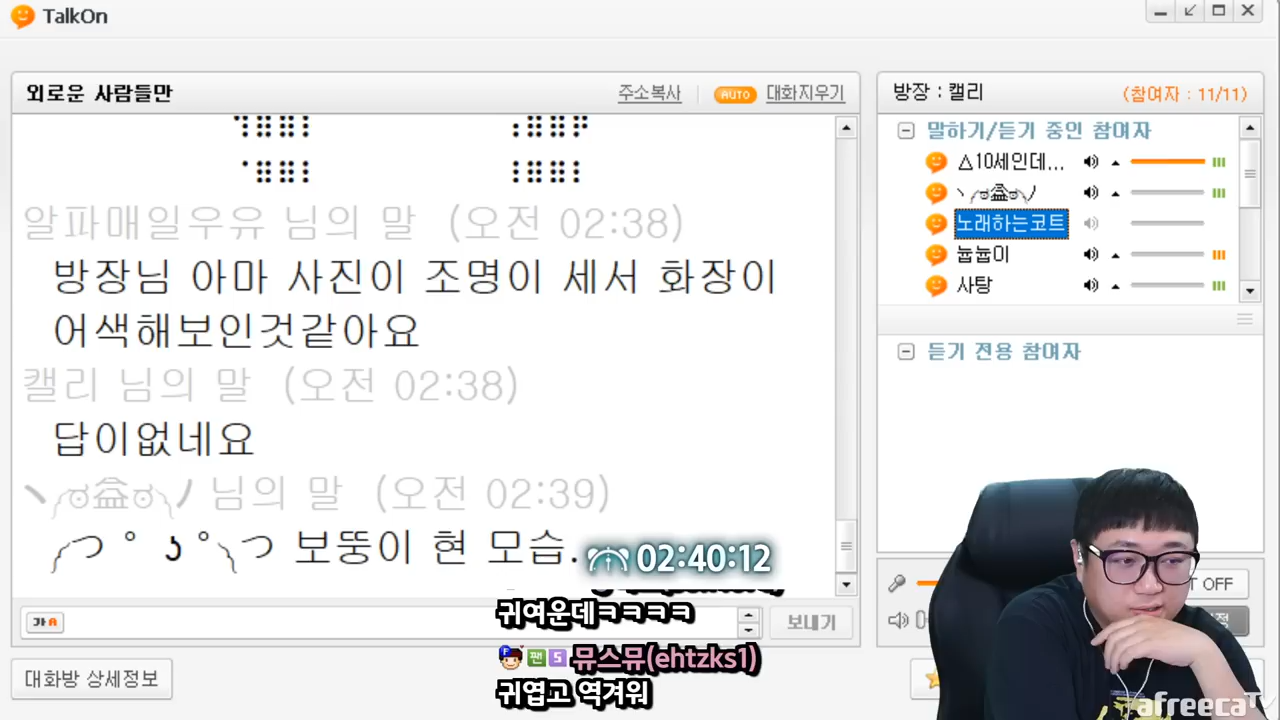 TalkOn
외로운 사람들만
주소복사
AUTO
대화지우기
알파매일우유 님의 말 (오전 02:38)
방장님 아마 사진이 조명이 세서 화장이
어색해보인것같아요
캘리 님의 말 (오전 02:38)
답이없네요
님의 말 (오전 02:39)
보뚱이 현 모습.
02:40:12
귀여운데ㅋㅋㅋㅋ
짼 5 뮤스뮤(ehtzks1)
귀엽고 역겨워
가A
보내기
대화방 상세정보
방장 : 캘리
(참여자 : 11/11)
말하기/듣기 중인 참여자
△10세인데...
노래하는코트
늡늡이
사탕
듣기 전용 참여자
OFF
afreecaTV